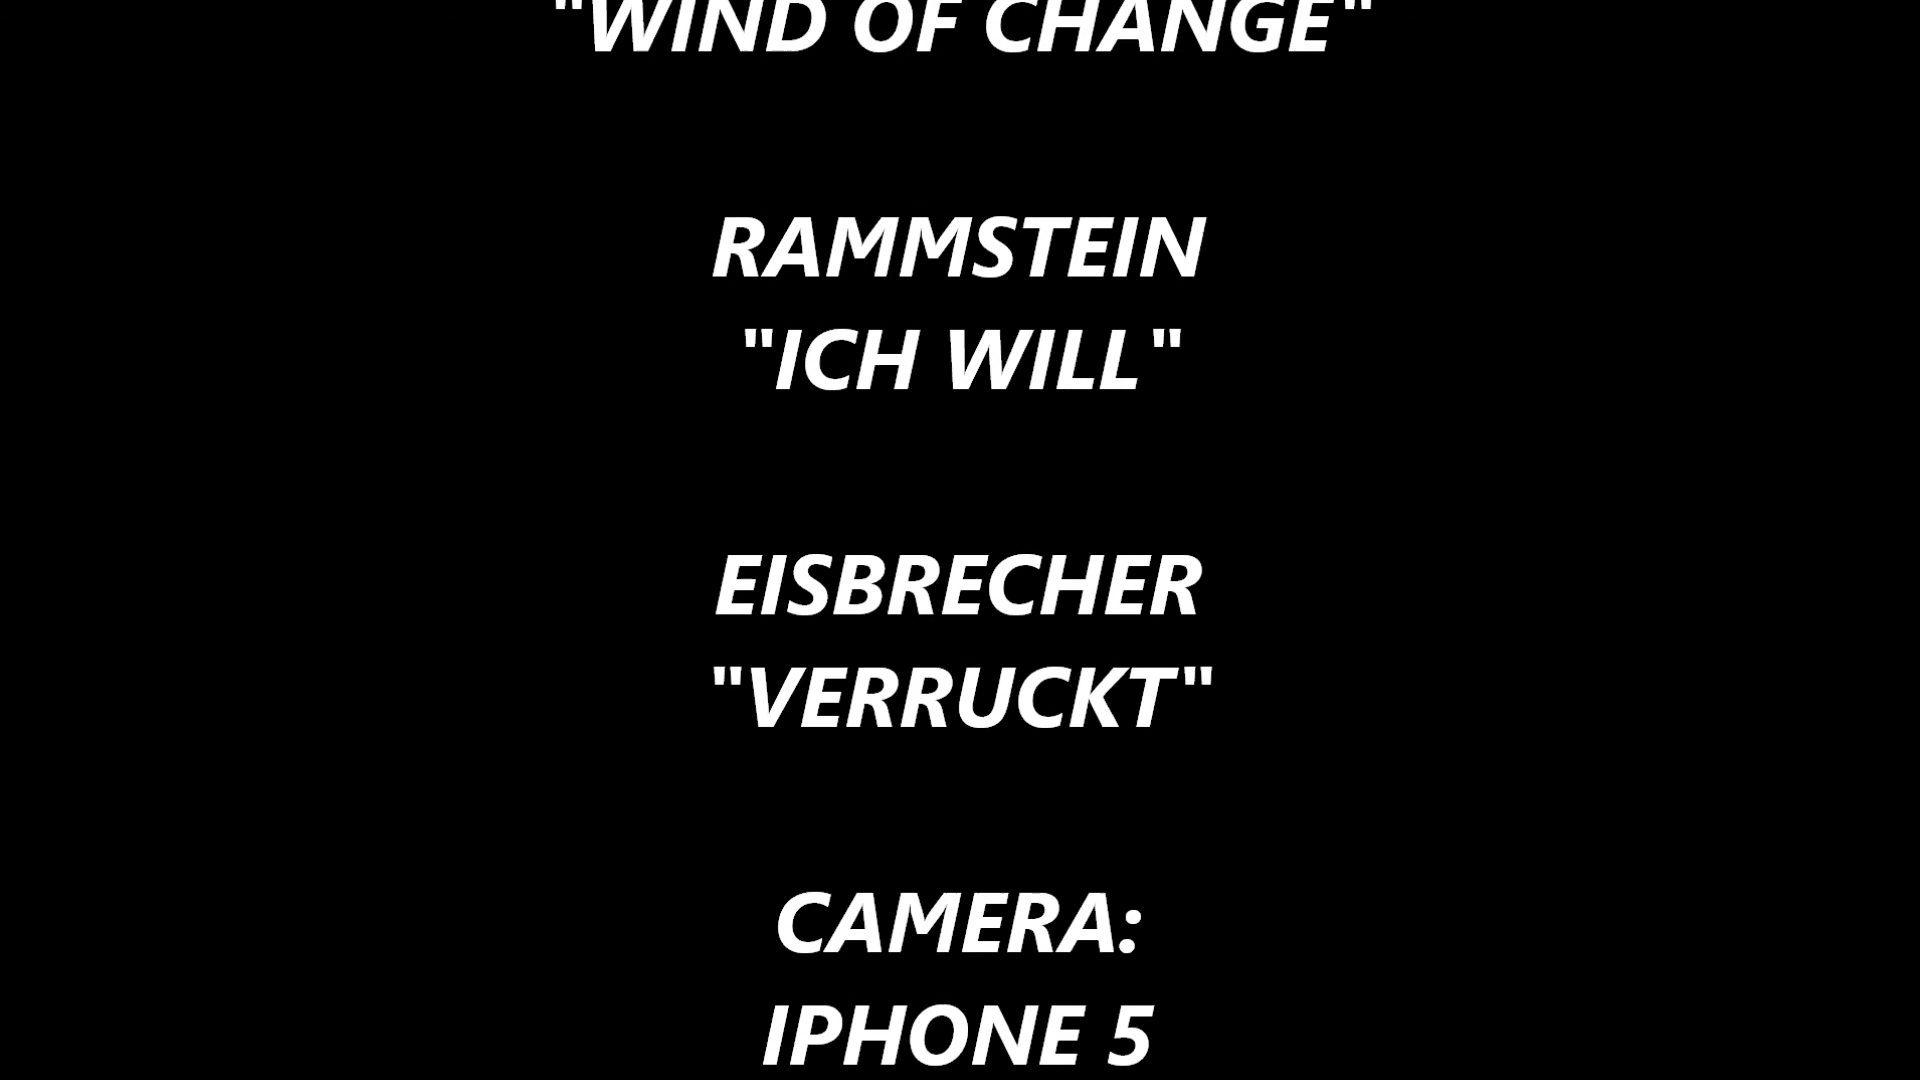 "WIND OF CHANGE"
RAMMSTEIN
"ICH WILL"
EISBRECHER
"VERRUCKT"
CAMERA:
IPHONE 5